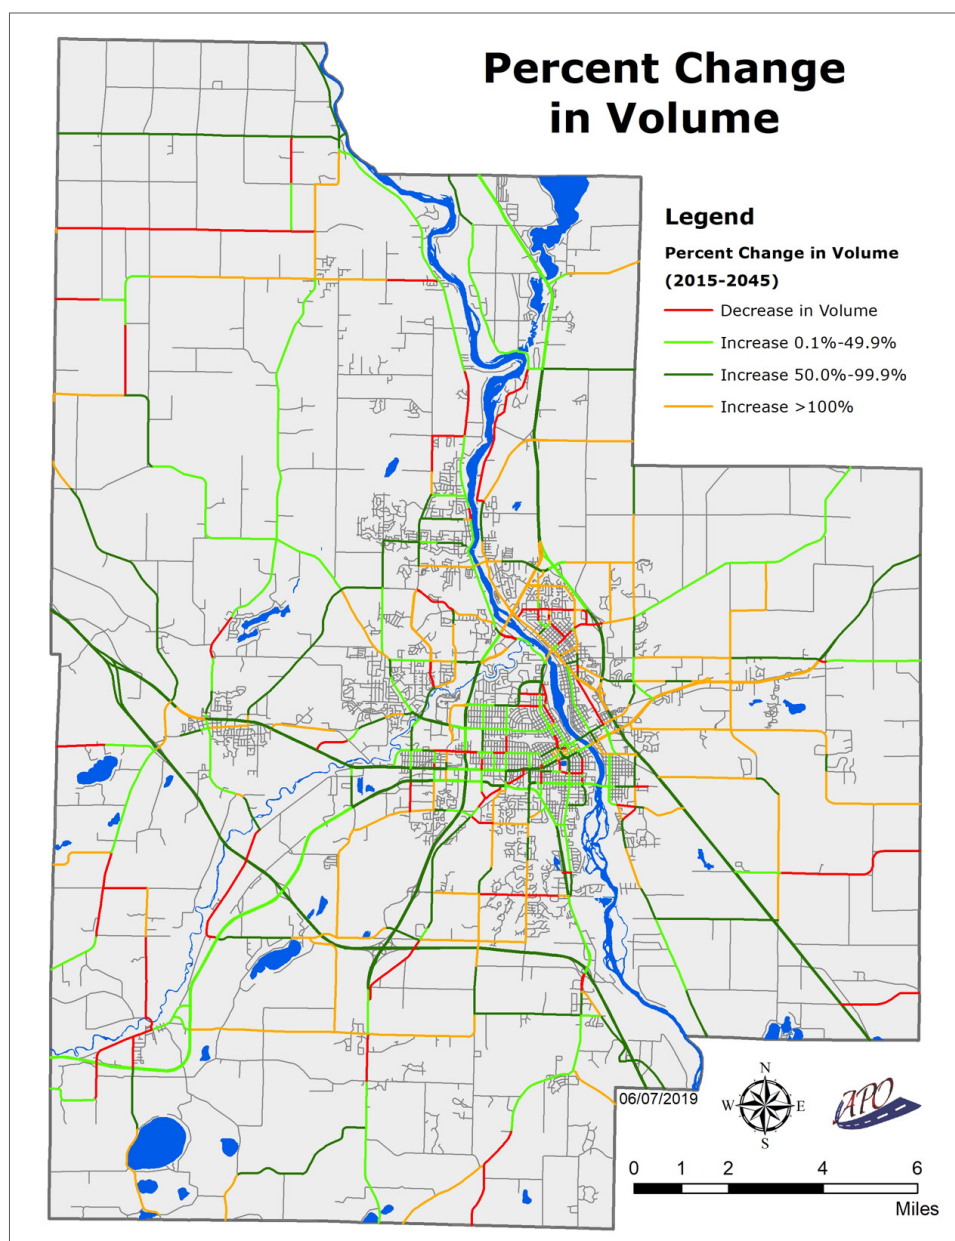 Percent Change
in Volume
Legend
Percent Change in Volume
(2015-2045)
Decrease in Volume
Increase 0.1%-49.9%
Increase 50.0%-99.9%
Increase >100%
06/07/2019
N
W E
S
APO
0 1 2 4 6
Miles